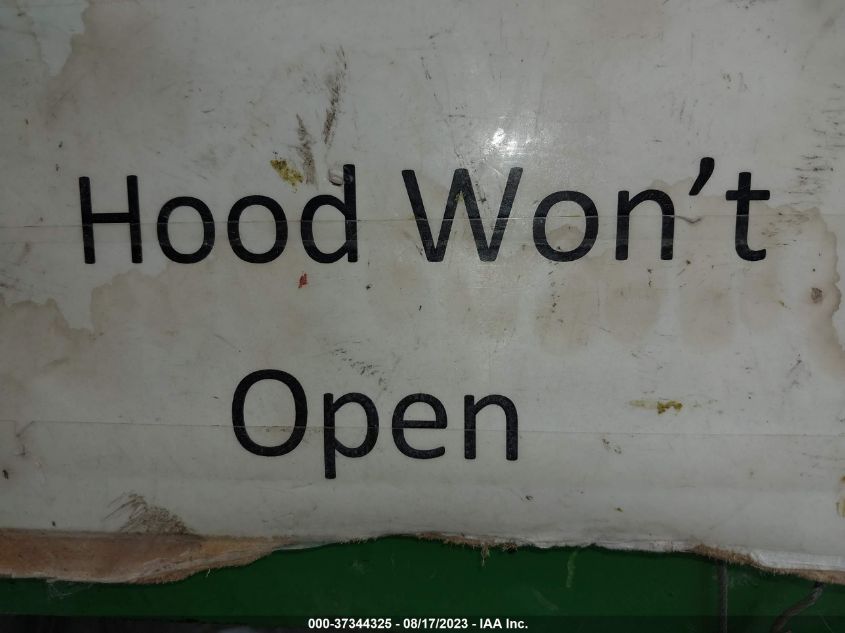 Hood Won’t
Open
000-37344325 - 08/17/2023 - IAA Inc.